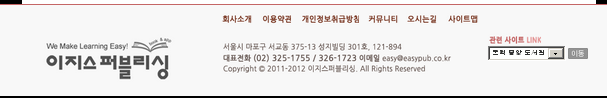 회사소개 이용약관 개인정보취급방침 커뮤니티 오시는길 사이트맵
We Make Learning Easy!
이지스퍼블리싱
서울시 마포구 서교동 375-13 성지빌딩 301호, 121-894
대표전화 (02) 325-1755 / 326-1723 이메일 easy@easypub.co.kr
Copyright © 2011-2012 이지스퍼블리싱. All Rights Reserved
관련 사이트 LINK
이동